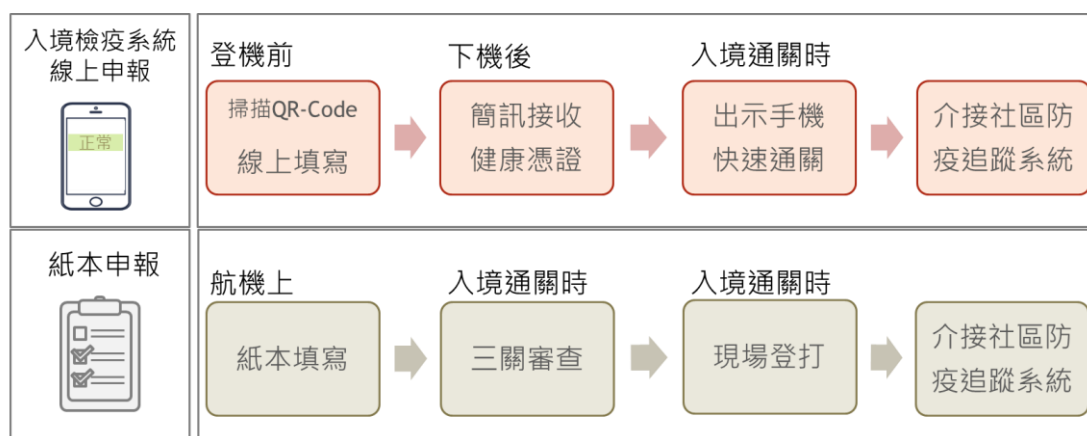 入境檢疫系統
線上申報
正常
登機前
掃描QR-Code
線上填寫
下機後
簡訊接收
健康憑證
入境通關時
出示手機
快速通關
介接社區防
疫追蹤系統
紙本申報
航機上
紙本填寫
入境通關時
三關審查
入境通關時
現場登打
介接社區防
疫追蹤系統